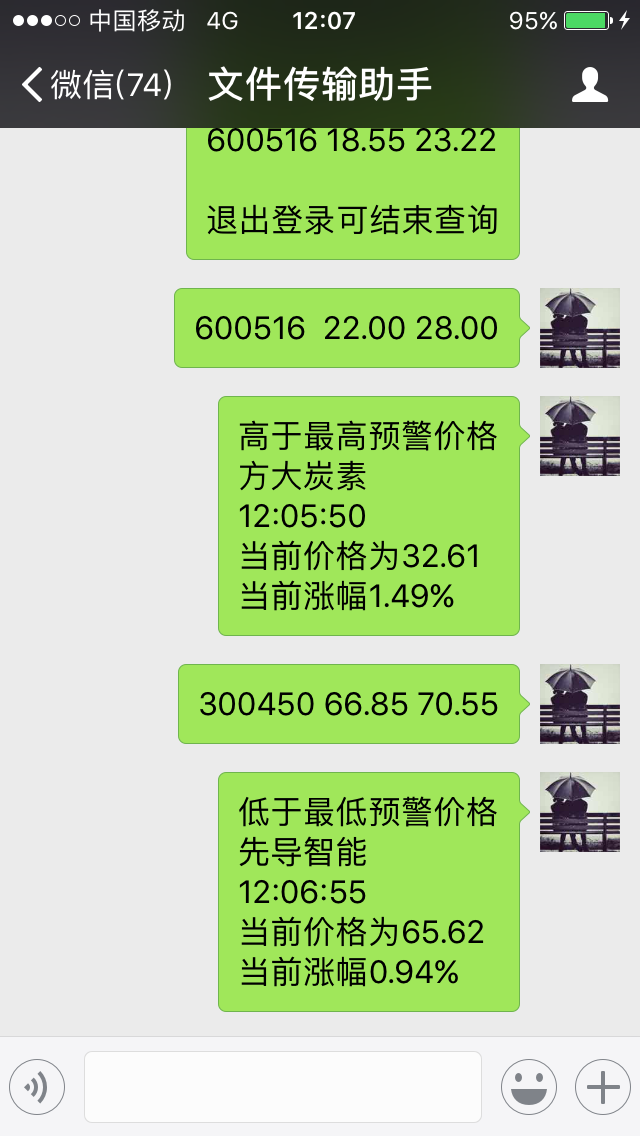 中国移动 4G 12:07 95%
微信(74) 文件传输助手
600516 18.55 23.22
退出登录可结束查询
600516 22.00 28.00
高于最高预警价格
方大炭素
12:05:50
当前价格为32.61
当前涨幅1.49%
300450 66.85 70.55
低于最低预警价格
先导智能
12:06:55
当前价格为65.62
当前涨幅0.94%